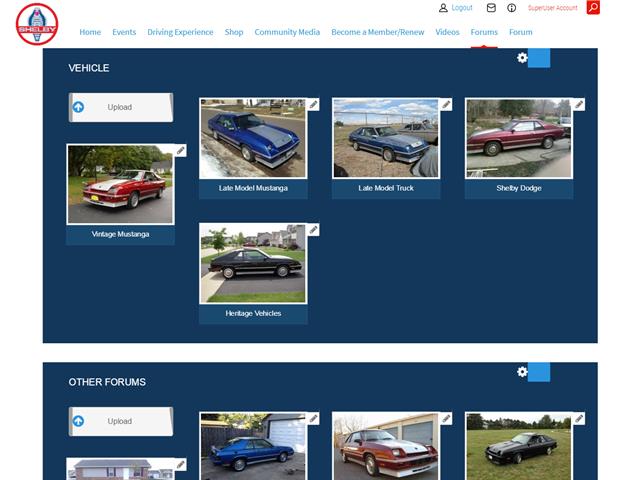 SHELBY
Logout
SuperUser Account
Home Events Driving Experience Shop Community Media Become a Member/Renew Videos Forums Forum
VEHICLE
Upload
Late Model Mustanga
Late Model Truck
Shelby Dodge
Vintage Mustanga
Heritage Vehicles
OTHER FORUMS
Upload